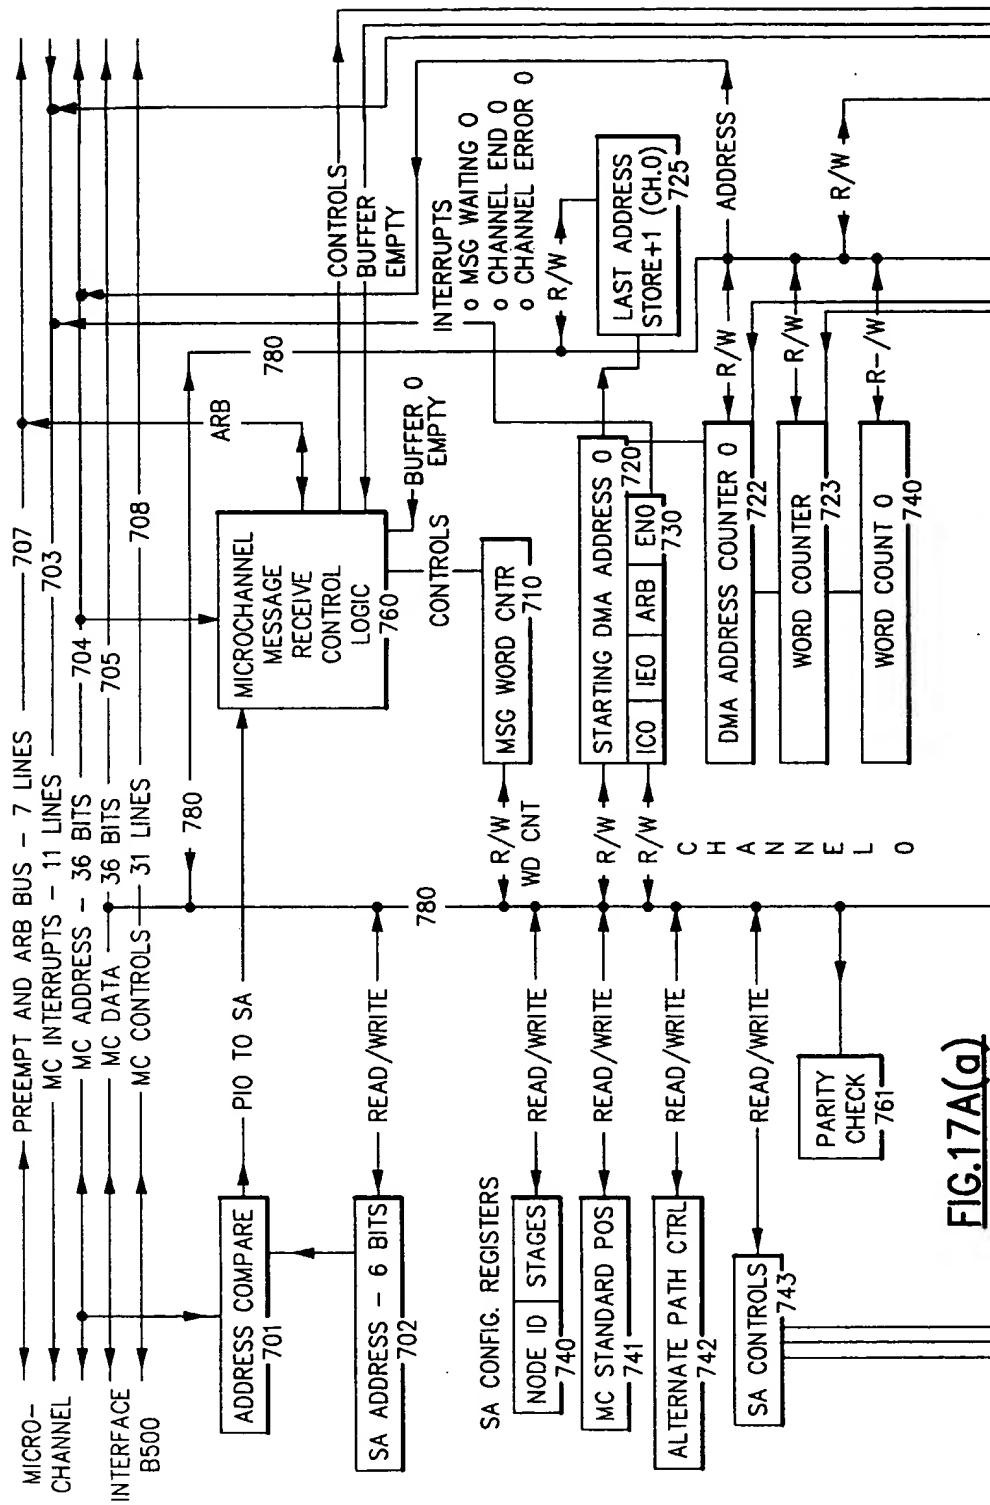 MICRO-
CHANNEL
INTERFACE
B500
PREEMPT AND ARB BUS - 7 LINES
707
MC INTERRUPTS - 11 LINES
703
MC ADDRESS - 36 BITS
704
MC DATA - 36 BITS
705
MC CONTROLS - 31 LINES
708
ADDRESS COMPARE
701
PIO TO SA
SA ADDRESS - 6 BITS
702
READ/WRITE
780
780
780
ARB
MICROCHANNEL
MESSAGE
RECEIVE
CONTROL
LOGIC
760
CONTROLS
BUFFER
EMPTY
BUFFER 0
EMPTY
CONTROLS
INTERRUPTS
o MSG WAITING 0
o CHANNEL END 0
o CHANNEL ERROR 0
MSG WORD CNTR
710
R/W
WD CNT
SA CONFIG. REGISTERS
NODE ID
STAGES
740
READ/WRITE
MC STANDARD POS
741
READ/WRITE
ALTERNATE PATH CTRL
742
READ/WRITE
SA CONTROLS
743
READ/WRITE
PARITY
CHECK
761
R/W
STARTING DMA ADDRESS 0
720
R/W
IC0
IE0
ARB
EN0
730
R/W
LAST ADDRESS
STORE+1 (CH.0)
725
CHANNEL 0
DMA ADDRESS COUNTER 0
722
R/W
ADDRESS
WORD COUNTER
723
R/W
R/W
WORD COUNT 0
740
R-/W
FIG.17A(a)